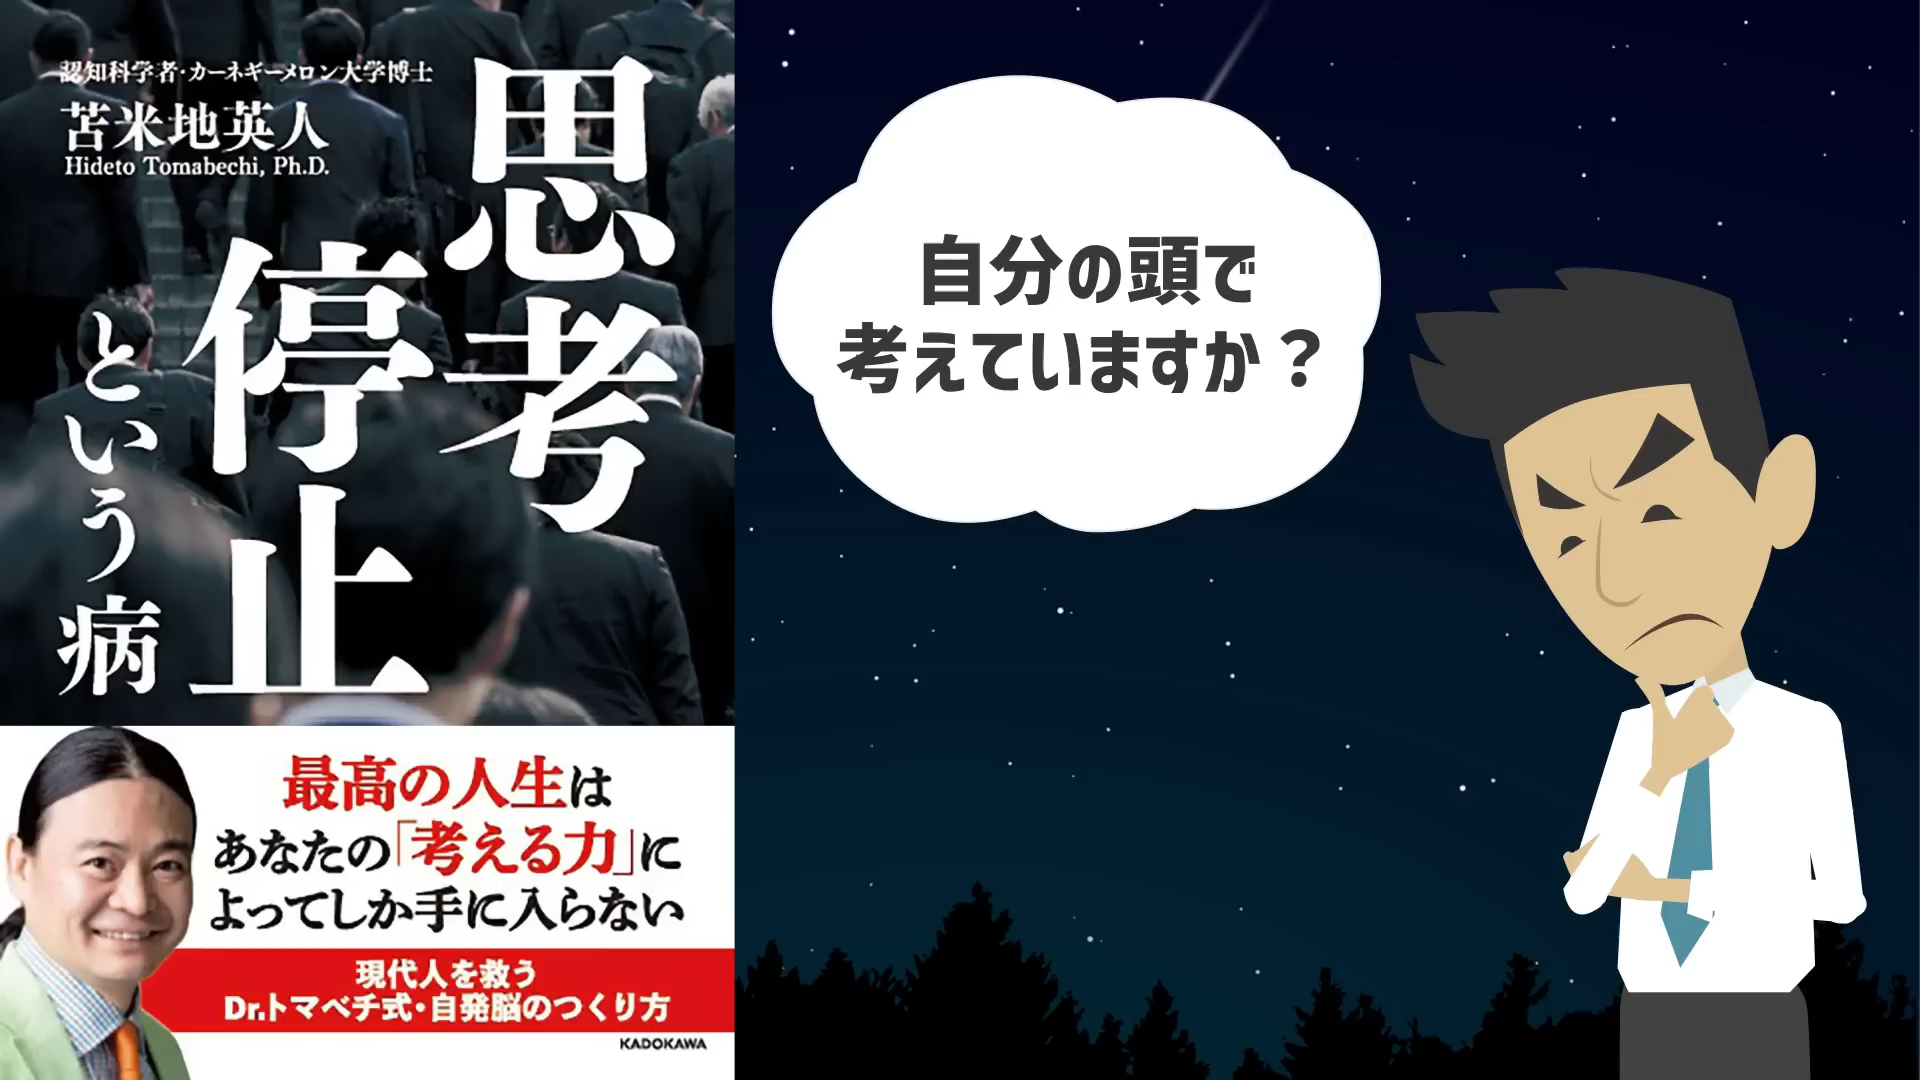 認知科学者・カーネギーメロン大学博士
苫米地英人
Hideto Tomabechi, Ph.D.
思考
停止
という病
最高の人生は
あなたの「考える力」に
よってしか手に入らない
現代人を救う
Dr.トマベチ式・自発脳のつくり方
KADOKAWA
自分の頭で
考えていますか？